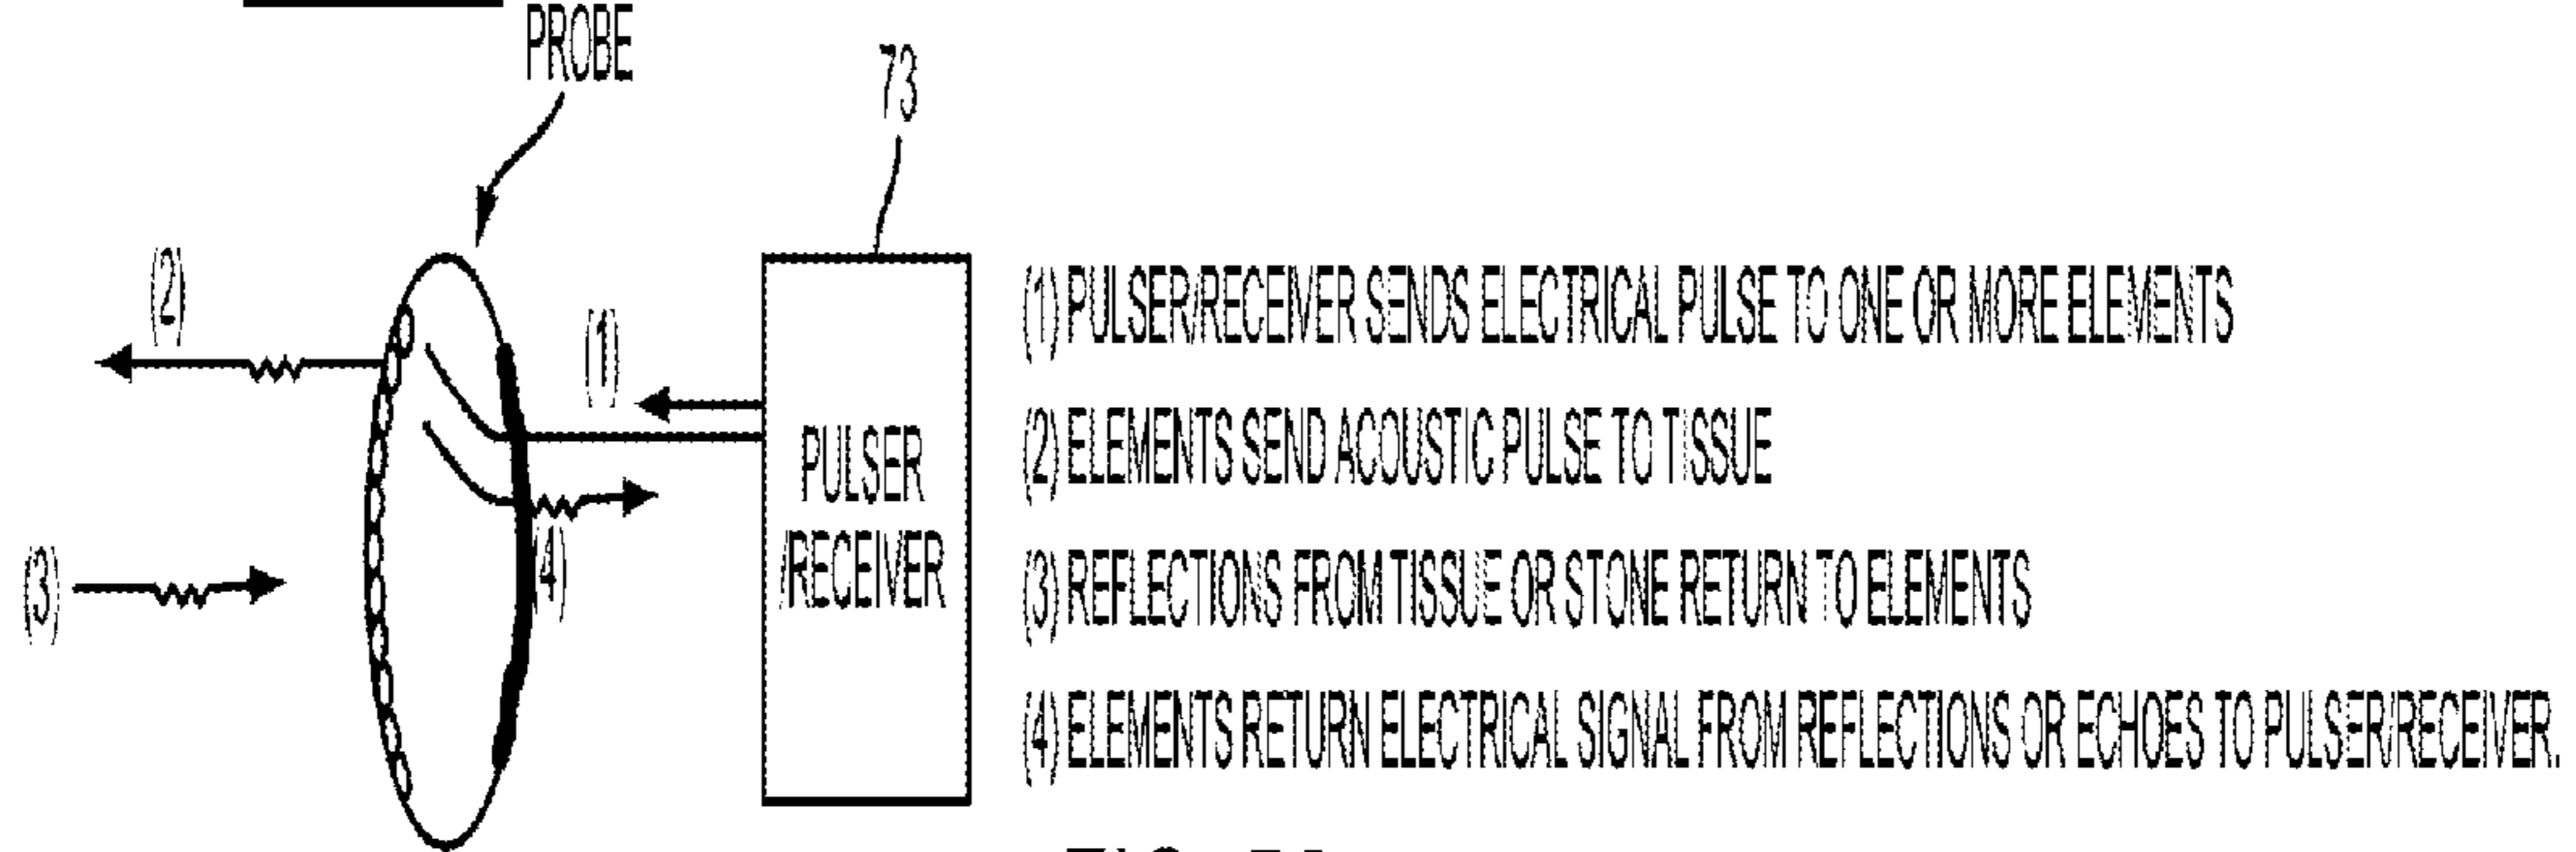 PROBE
73
(2)
(1)
(3)
(4)
PULSER
/RECEIVER
(1) PULSER/RECEIVER SENDS ELECTRICAL PULSE TO ONE OR MORE ELEMENTS
(2) ELEMENTS SEND ACOUSTIC PULSE TO TISSUE
(3) REFLECTIONS FROM TISSUE OR STONE RETURN TO ELEMENTS
(4) ELEMENTS RETURN ELECTRICAL SIGNAL FROM REFLECTIONS OR ECHOES TO PULSER/RECEIVER.